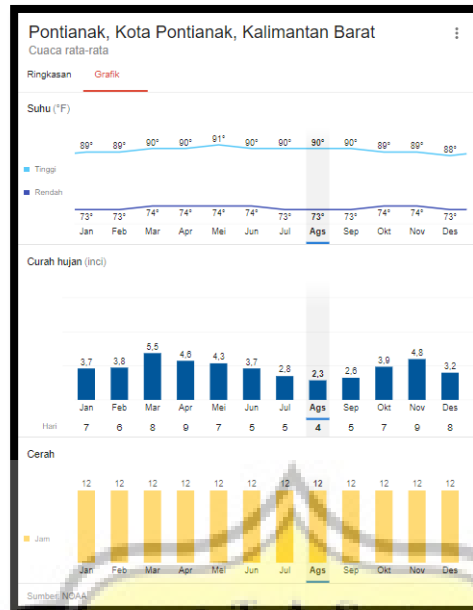 Pontianak, Kota Pontianak, Kalimantan Barat
Cuaca rata-rata
Ringkasan Grafik
Suhu (°F)
89° 89° 90° 90° 91° 90° 90° 90° 90° 89° 89° 88°
Tinggi
Rendah
73° 73° 74° 74° 74° 74° 73° 73° 73° 74° 74° 73°
Jan Feb Mar Apr Mei Jun Jul Ags Sep Okt Nov Des
Curah hujan (inci)
3,7 3,8 5,5 4,6 4,3 3,7 2,8 2,3 2,6 3,9 4,8 3,2
Jan Feb Mar Apr Mei Jun Jul Ags Sep Okt Nov Des
Hari 7 6 8 9 7 5 5 4 5 7 9 8
Cerah
12 12 12 12 12 12 12 12 12 12 12 12
Jam
Jan Feb Mar Apr Mei Jun Jul Ags Sep Okt Nov Des
Sumber: NOAA